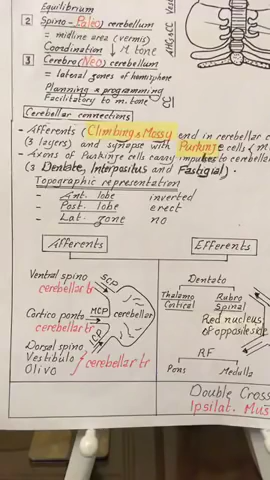 Equilibrium
2 Spino - Paleo) cerebellum
= midline area (vermis)
Coordination ↓ M. tone
3 Cerebro (Neo) cerebellum
= lateral zones of hemisphere
Planning & programming
Facilitatory to m. tone
Cerebellar connections
- Afferents (Climbing & Mossy) end in cerebellar c
(3 layers) and synapse with Purkinje cells
- Axons of Purkinje cells carry impulses to cerebella
(3 Dentate, Interpositus and Fastigial).
Topographic representation
- Ant. lobe inverted
- Post. lobe erect
- Lat. zone no
Afferents
Efferents
Ventral spino cerebellar tr
SCP
Cortico ponto cerebellar tr
MCP
cerebellar
Dorsal spino
Vestibulo
Olivo
cerebellar tr
ICP
Dentato
Thalamo Cortical
Rubro Spinal
Red nucleus
of opposite side
RF
Pons
Medulla
Double Cross
Ipsilat. Mus